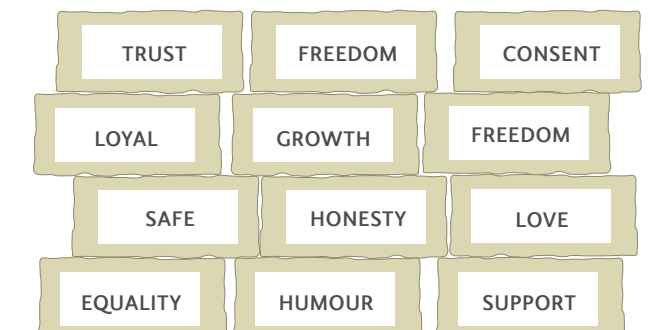 TRUST FREEDOM CONSENT
LOYAL GROWTH FREEDOM
SAFE HONESTY LOVE
EQUALITY HUMOUR SUPPORT